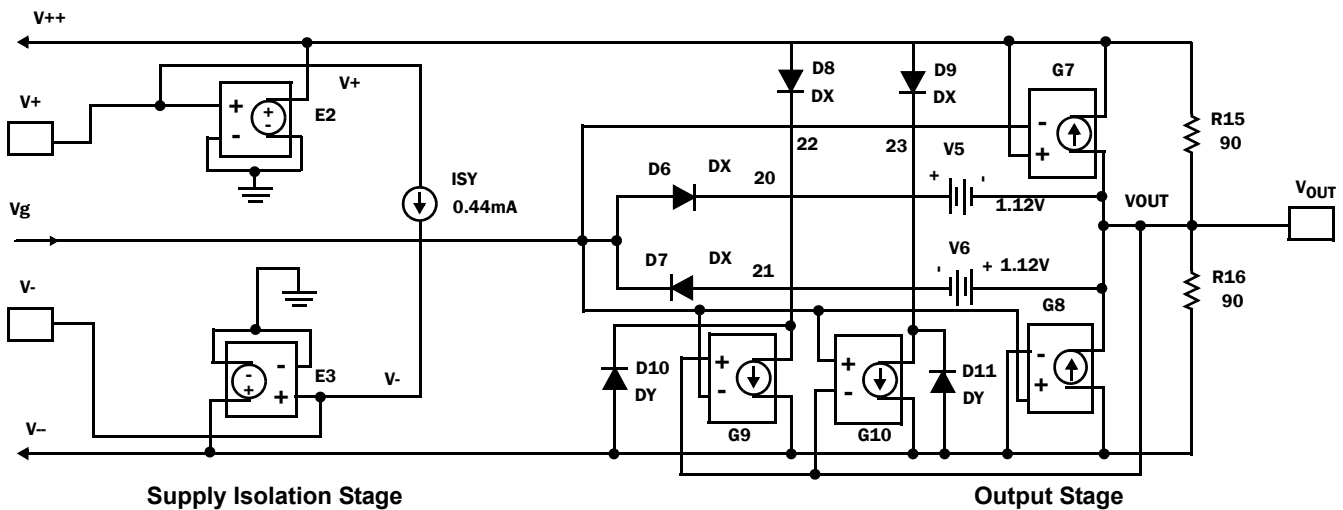 V++
V+
V+
E2
ISY
0.44mA
Vg
V-
E3
V-
V--
Supply Isolation Stage
D8
DX
D9
DX
G7
-
+
R15
90
22
23
D6
DX
20
+
V5
-
1.12V
VOUT
VOUT
D7
DX
21
-
V6
+ 1.12V
R16
90
G8
-
+
D10
DY
+
-
G9
+
-
G10
D11
DY
Output Stage